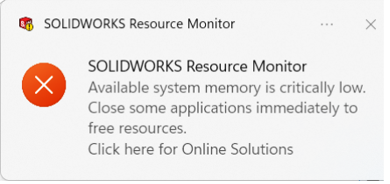 SOLIDWORKS Resource Monitor
SOLIDWORKS Resource Monitor
Available system memory is critically low.
Close some applications immediately to
free resources.
Click here for Online Solutions